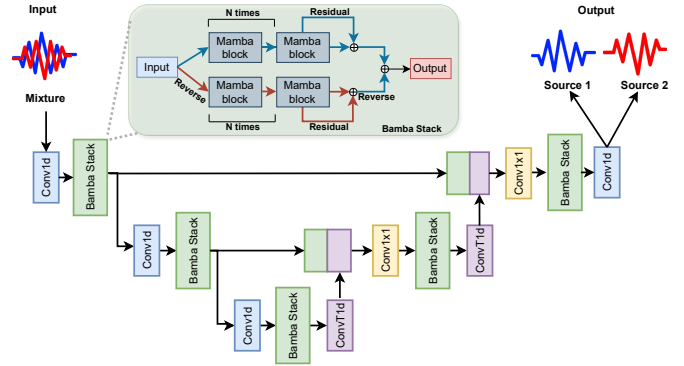 Input
Output
N times
Residual
Mamba
block
Mamba
block
Input
Output
Reverse
Mamba
block
Mamba
block
Reverse
N times
Residual
Bamba Stack
Mixture
Source 1
Source 2
Conv1d
Bamba Stack
Conv1x1
Bamba Stack
Conv1d
Conv1d
Bamba Stack
Conv1x1
Bamba Stack
ConvT1d
Conv1d
Bamba Stack
ConvT1d